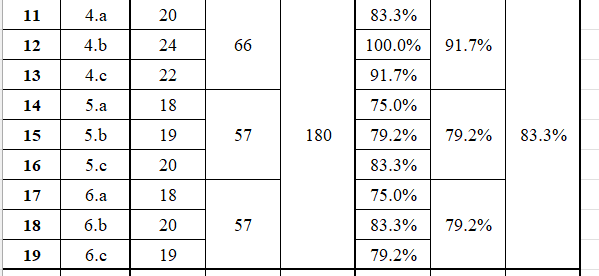 11 4.a 20 83.3%
12 4.b 24 66 100.0% 91.7%
13 4.c 22 91.7%
14 5.a 18 75.0%
15 5.b 19 57 180 79.2% 79.2% 83.3%
16 5.c 20 83.3%
17 6.a 18 75.0%
18 6.b 20 57 83.3% 79.2%
19 6.c 19 79.2%